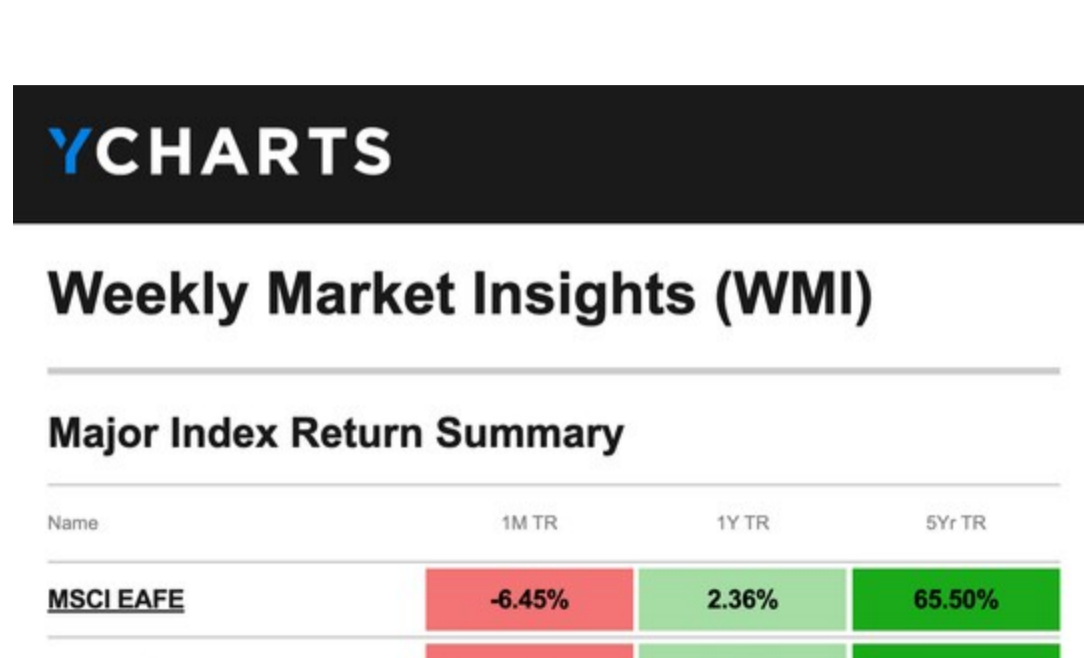 YCHARTS
Weekly Market Insights (WMI)
Major Index Return Summary
Name 1M TR 1Y TR 5Yr TR
MSCI EAFE -6.45% 2.36% 65.50%